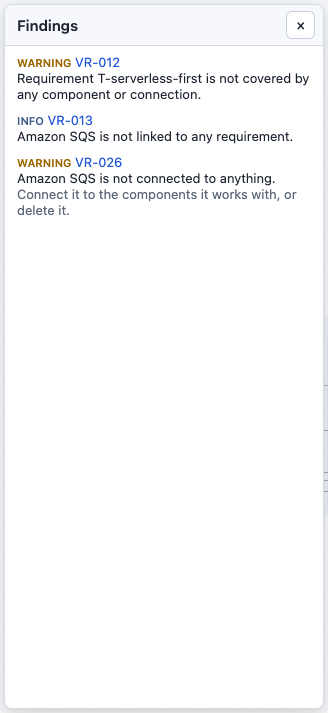 Findings
×
WARNING VR-012
Requirement T-serverless-first is not covered by
any component or connection.
INFO VR-013
Amazon SQS is not linked to any requirement.
WARNING VR-026
Amazon SQS is not connected to anything.
Connect it to the components it works with, or
delete it.